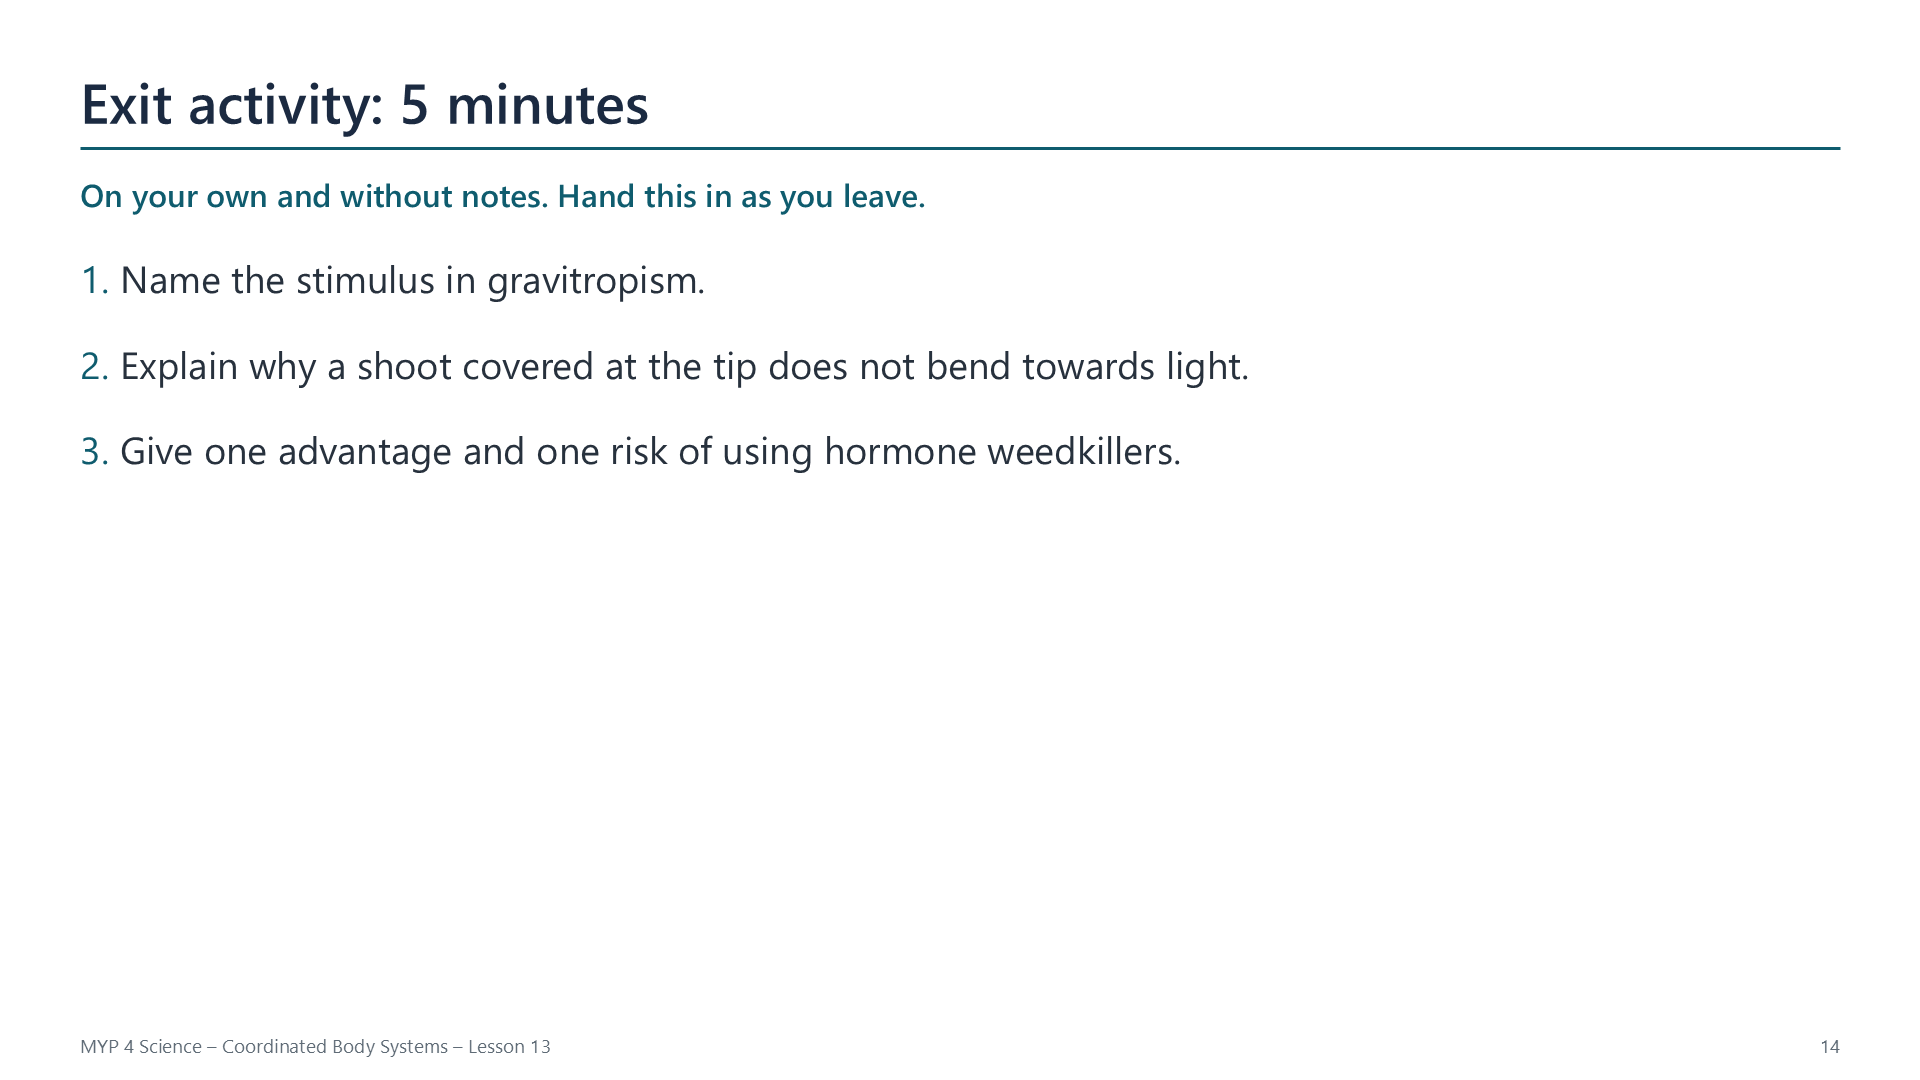 Exit activity: 5 minutes
On your own and without notes. Hand this in as you leave.
1. Name the stimulus in gravitropism.
2. Explain why a shoot covered at the tip does not bend towards light.
3. Give one advantage and one risk of using hormone weedkillers.
MYP 4 Science – Coordinated Body Systems – Lesson 13
14